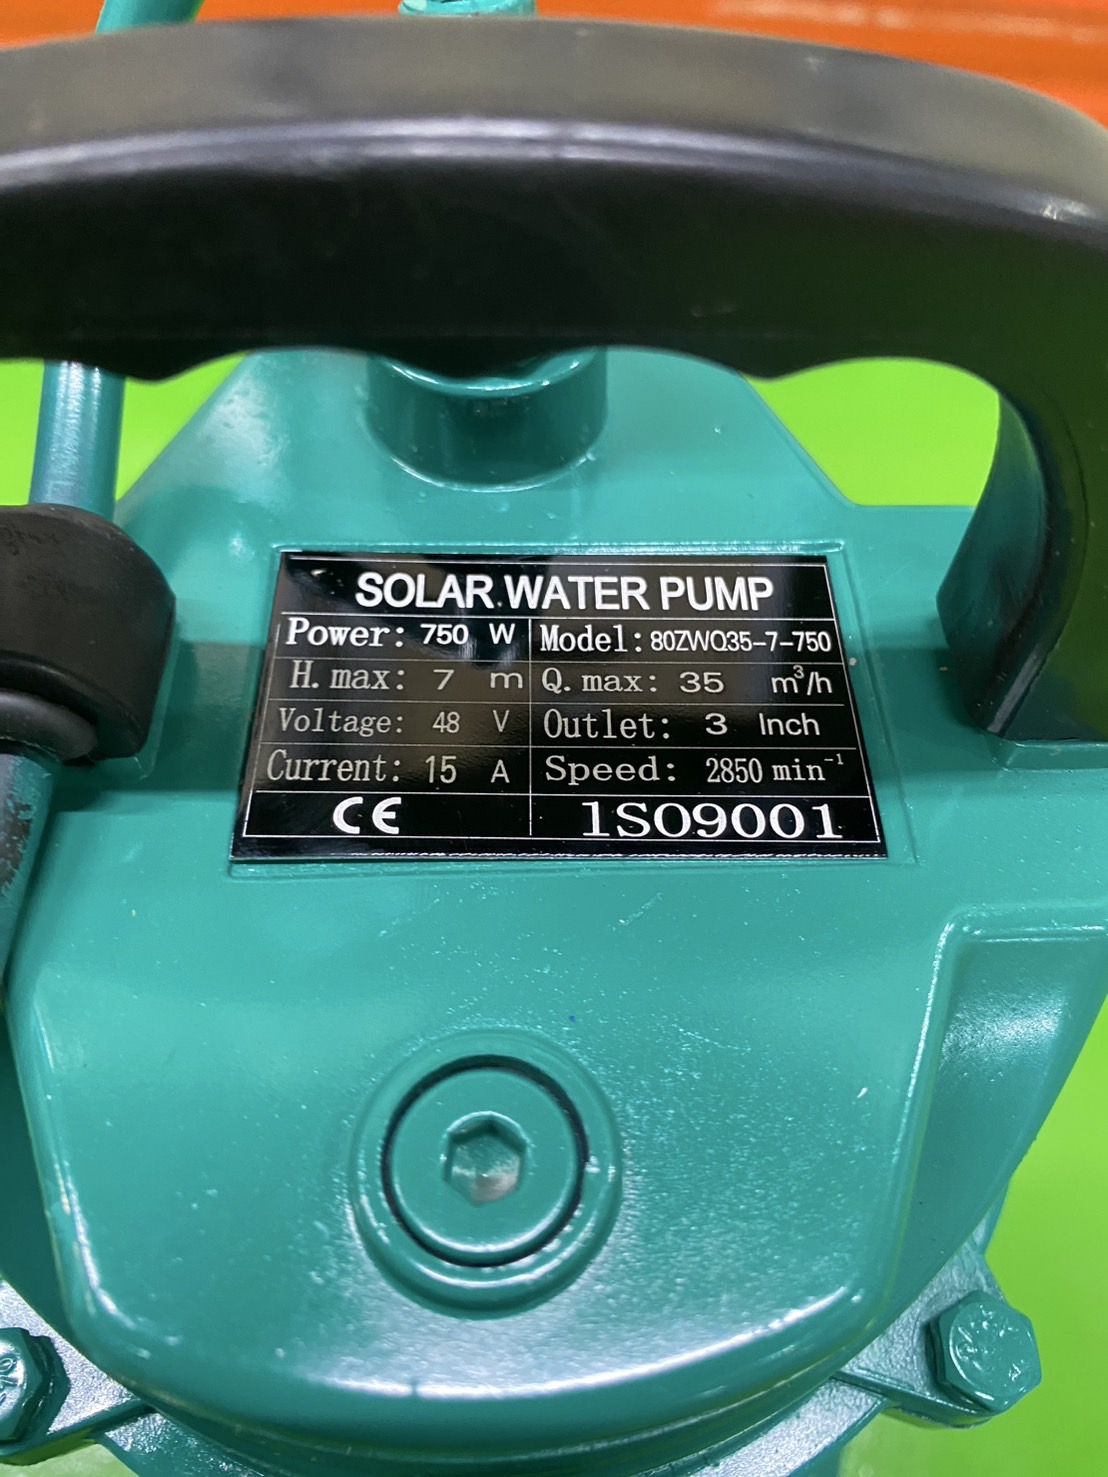 SOLAR WATER PUMP
Power: 750 W Model: 80ZWQ35-7-750
H. max: 7 m Q. max: 35 m³/h
Voltage: 48 V Outlet: 3 Inch
Current: 15 A Speed: 2850 min⁻¹
CE 1SO9001